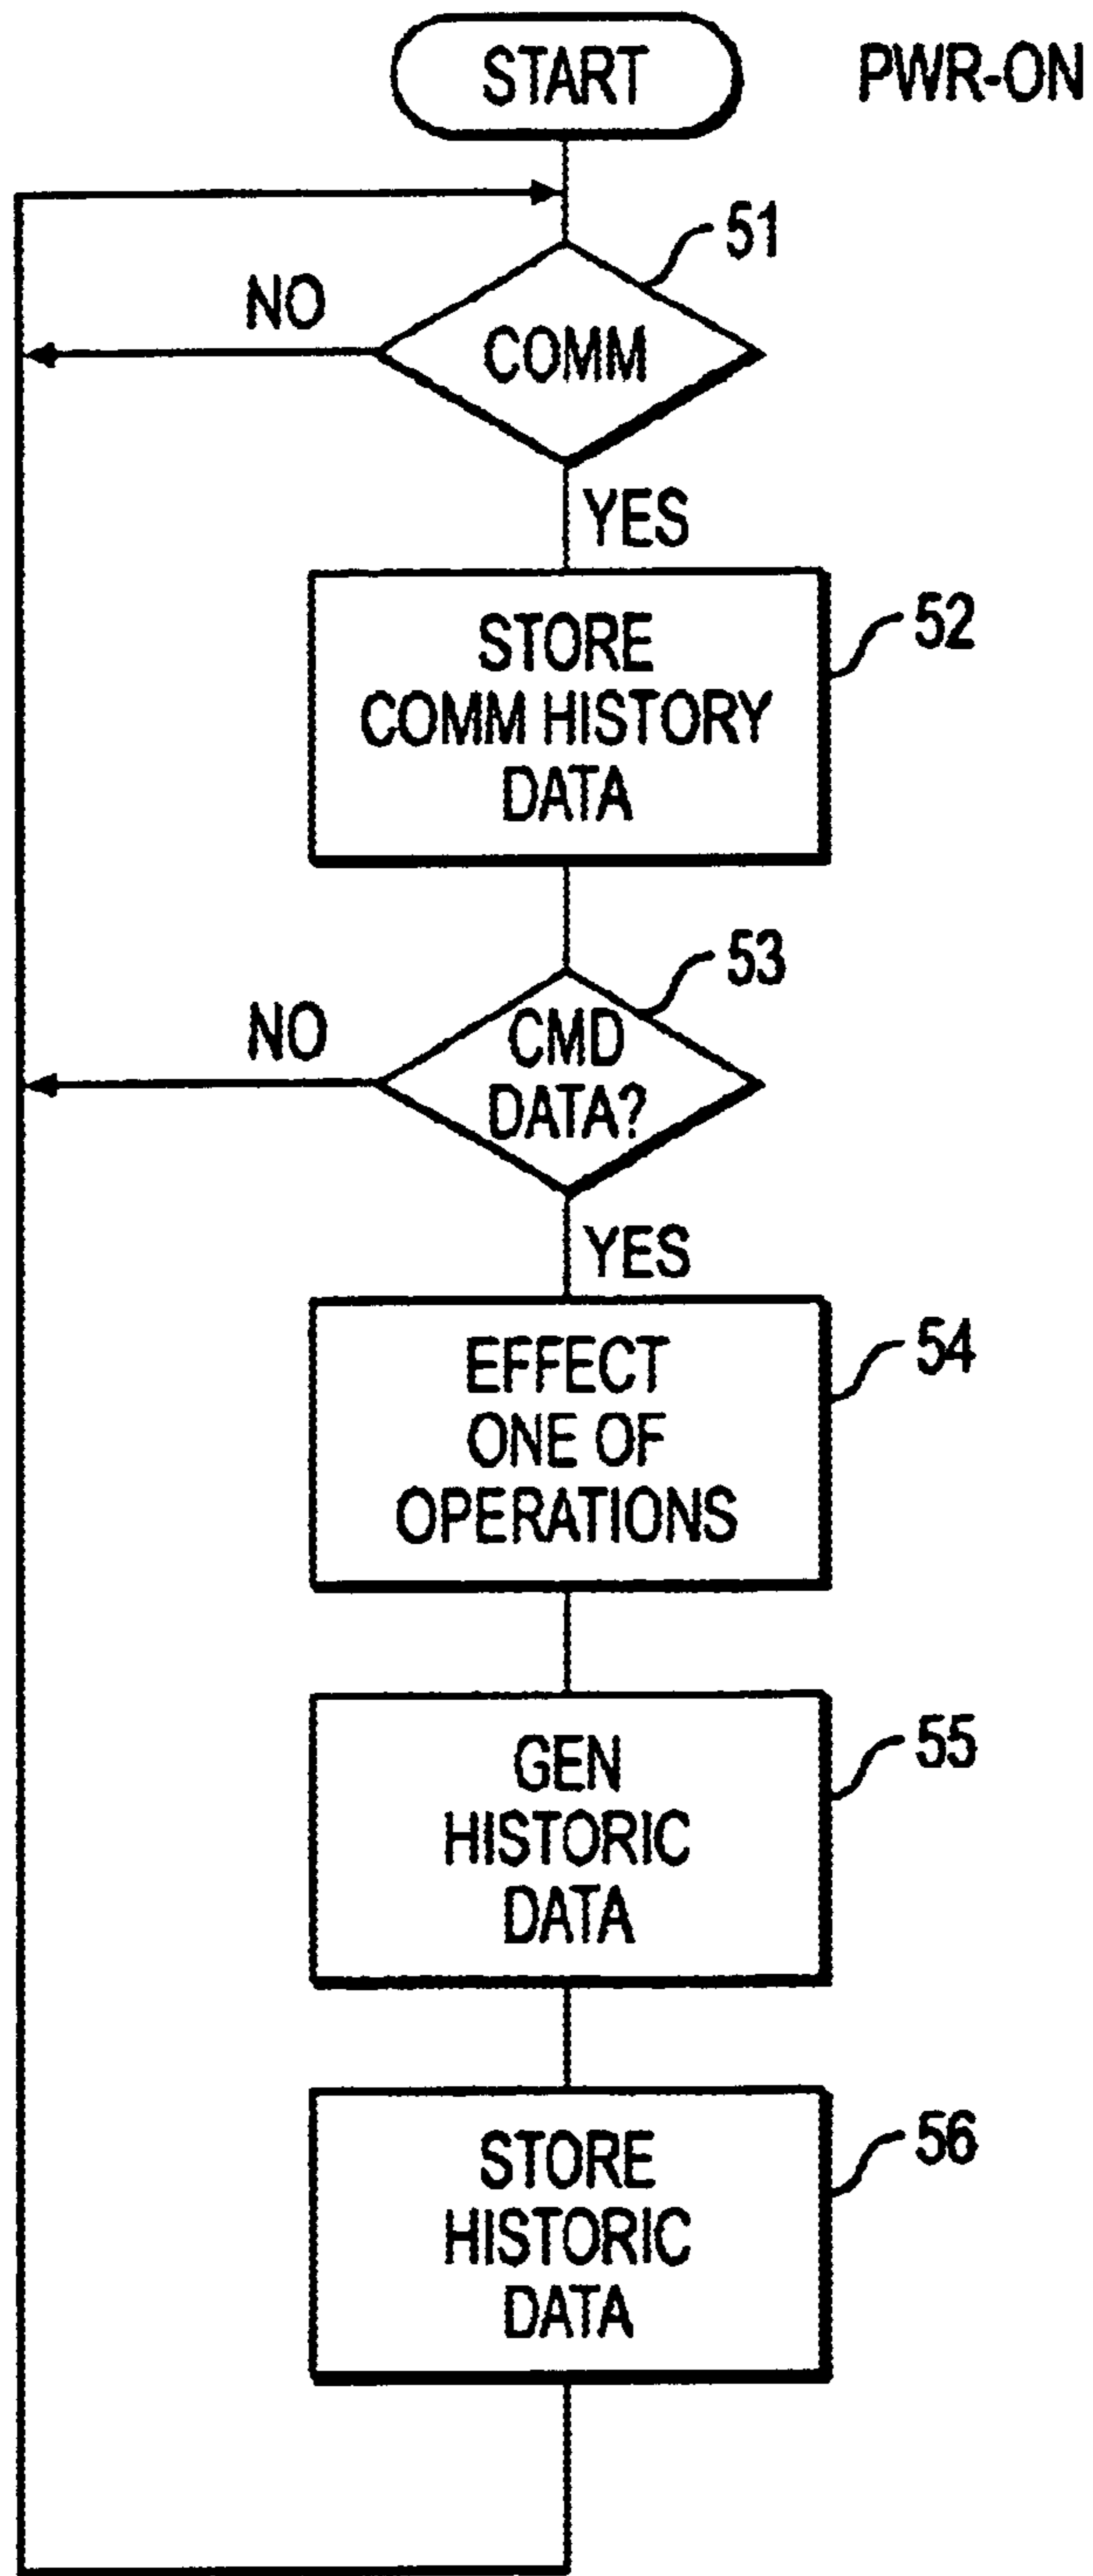 START
PWR-ON
51
NO
COMM
YES
52
STORE
COMM HISTORY
DATA
53
NO
CMD
DATA?
YES
54
EFFECT
ONE OF
OPERATIONS
55
GEN
HISTORIC
DATA
56
STORE
HISTORIC
DATA